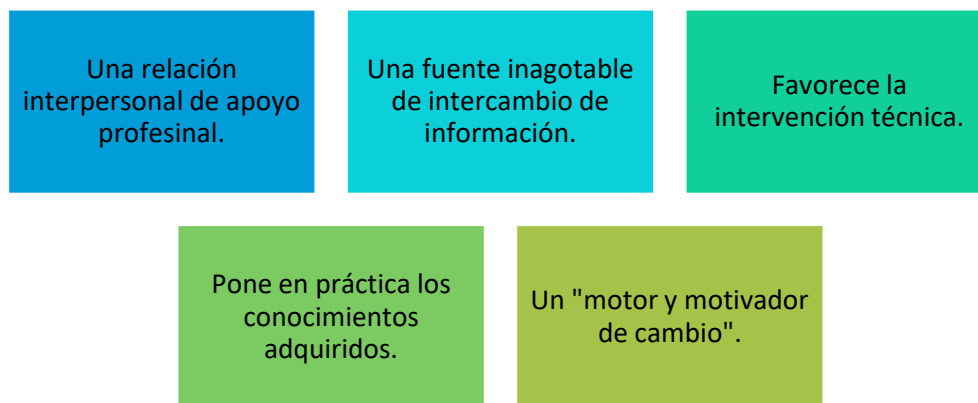 Una relación
interpersonal de apoyo
profesinal.
Una fuente inagotable
de intercambio de
información.
Favorece la
intervención técnica.
Pone en práctica los
conocimientos
adquiridos.
Un "motor y motivador
de cambio".